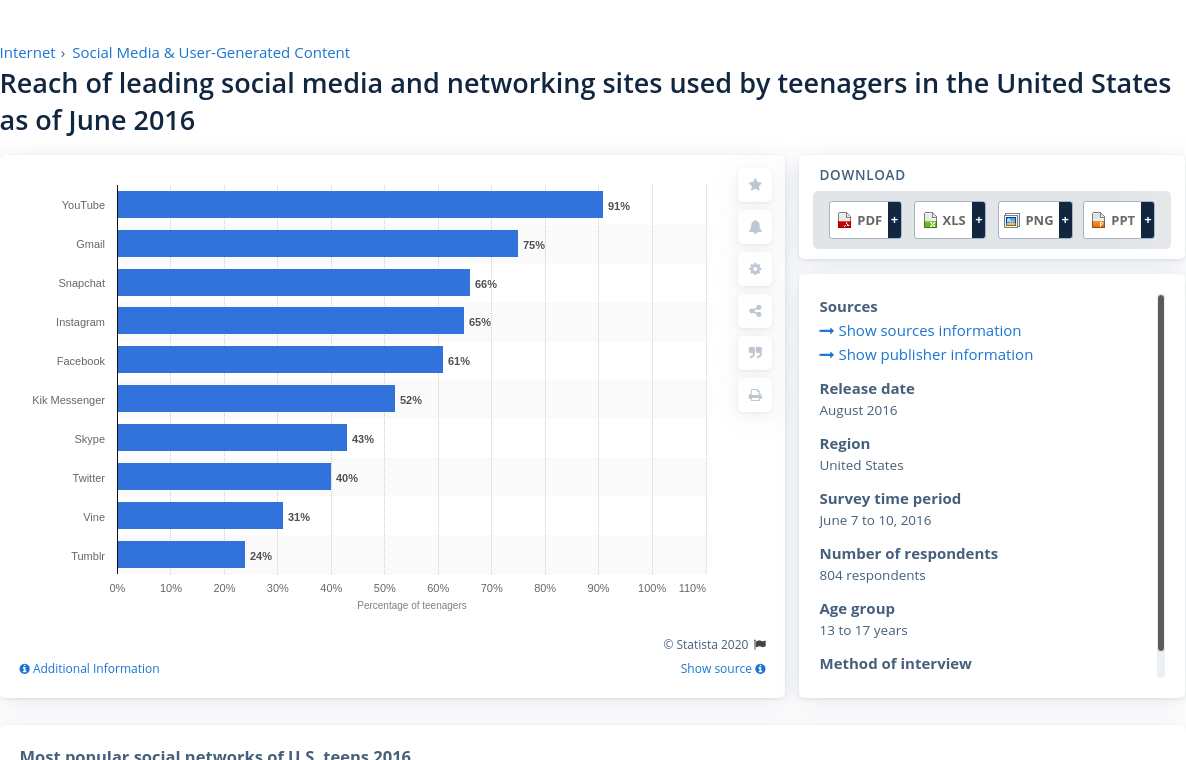 Internet › Social Media & User-Generated Content
Reach of leading social media and networking sites used by teenagers in the United States
as of June 2016
YouTube 91%
Gmail 75%
Snapchat 66%
Instagram 65%
Facebook 61%
Kik Messenger 52%
Skype 43%
Twitter 40%
Vine 31%
Tumblr 24%
0% 10% 20% 30% 40% 50% 60% 70% 80% 90% 100% 110%
Percentage of teenagers
© Statista 2020
Additional Information
Show source
DOWNLOAD
PDF + XLS + PNG + PPT +
Sources
Show sources information
Show publisher information
Release date
August 2016
Region
United States
Survey time period
June 7 to 10, 2016
Number of respondents
804 respondents
Age group
13 to 17 years
Method of interview
Most popular social networks of U.S. teens 2016